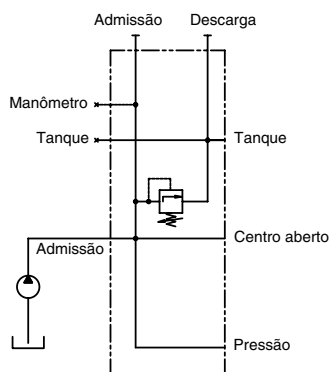 Admissão
Descarga
Manômetro
Tanque
Tanque
Admissão
Centro aberto
Pressão